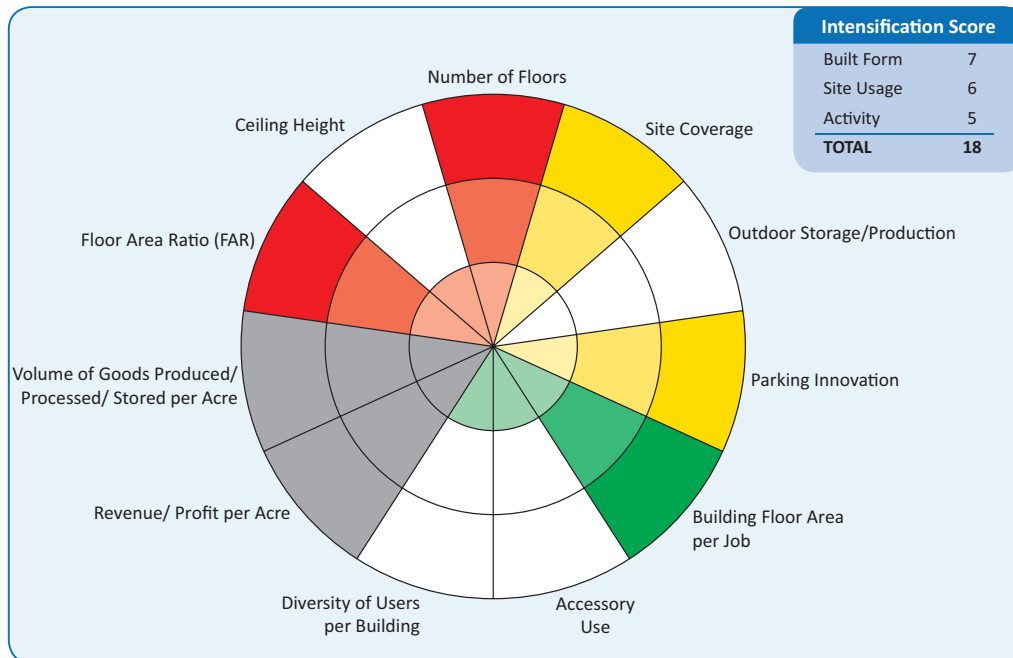 Intensification Score
Built Form 7
Site Usage 6
Activity 5
TOTAL 18
Number of Floors
Ceiling Height
Site Coverage
Floor Area Ratio (FAR)
Outdoor Storage/Production
Volume of Goods Produced/
Processed/ Stored per Acre
Parking Innovation
Revenue/ Profit per Acre
Building Floor Area
per Job
Diversity of Users
per Building
Accessory
Use